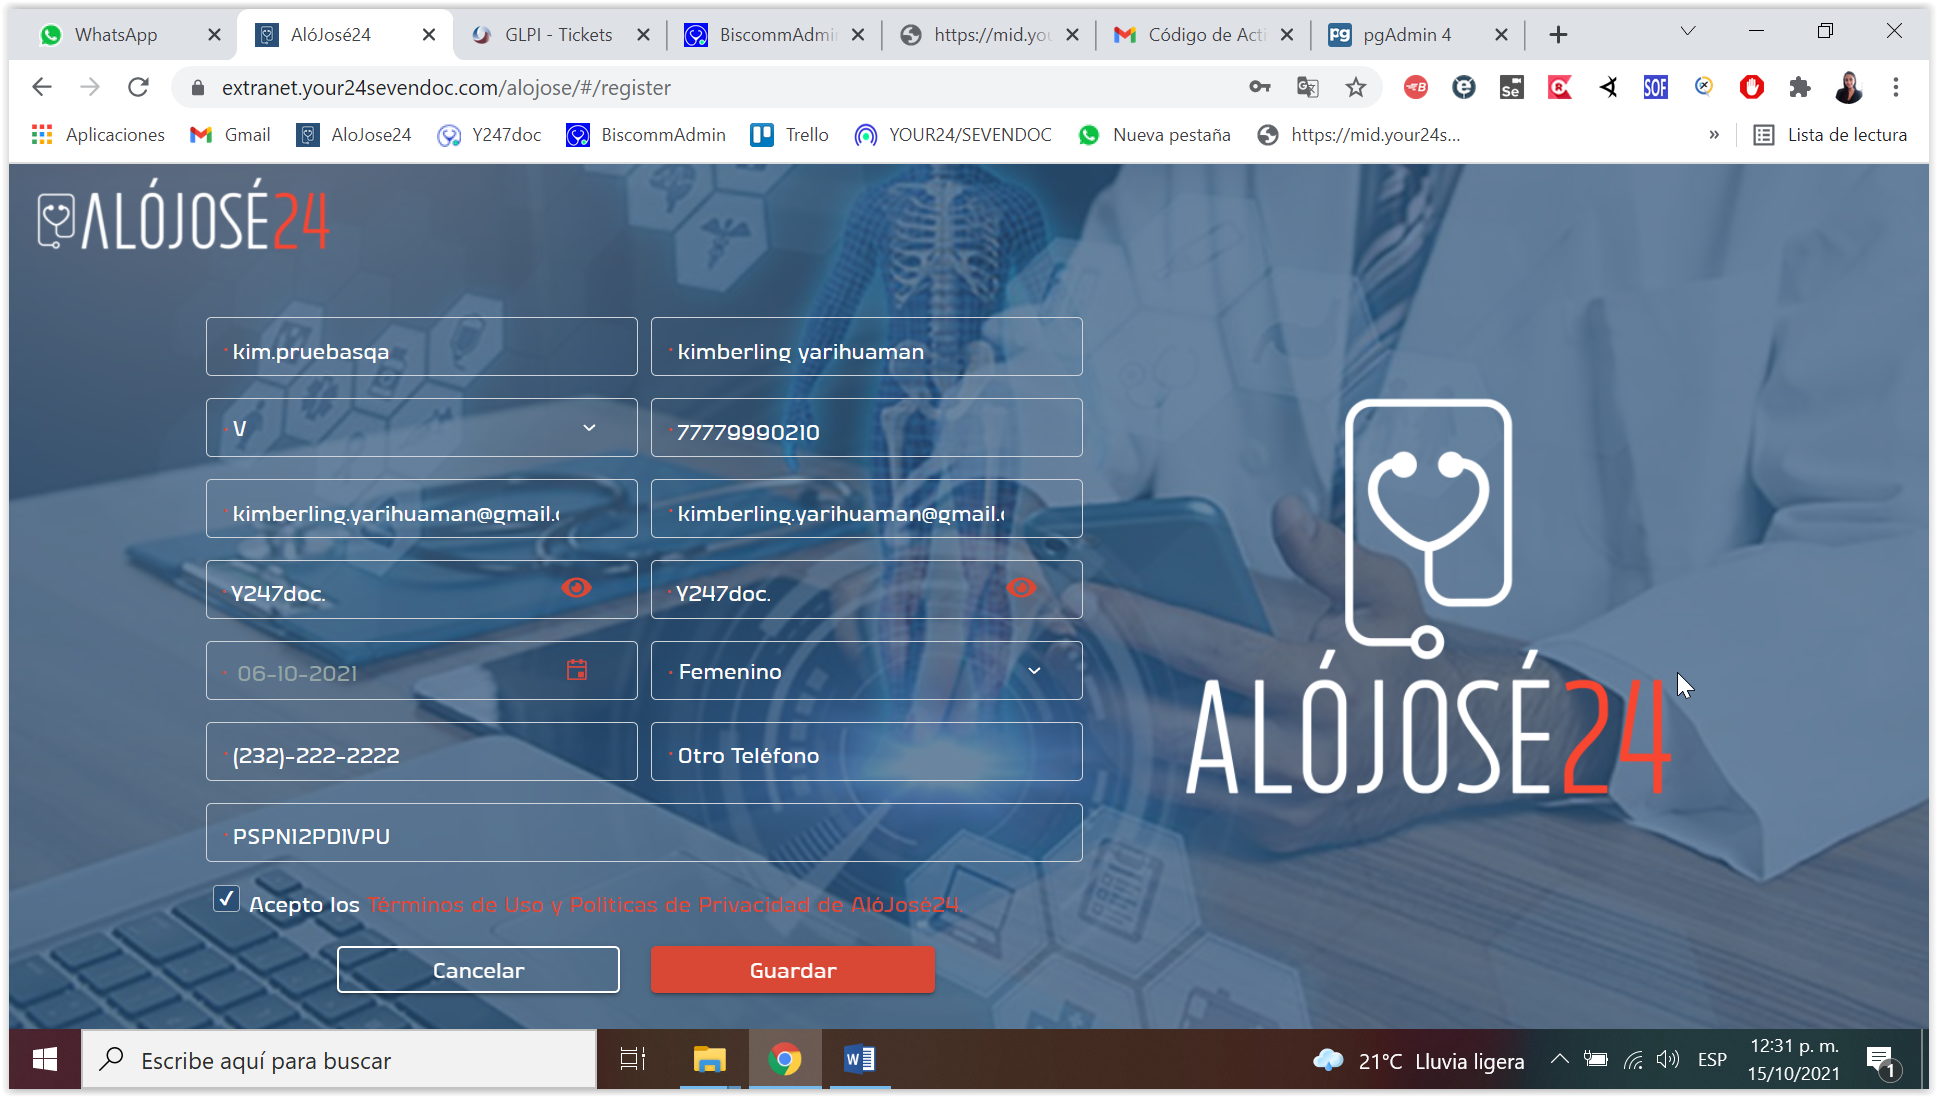 WhatsApp
AlóJosé24
GLPI - Tickets
BiscommAdmi
https://mid.you
Código de Acti
pgAdmin 4
extranet.your24sevendoc.com/alojose/#/register
Aplicaciones
Gmail
AloJose24
Y247doc
BiscommAdmin
Trello
YOUR24/SEVENDOC
Nueva pestaña
https://mid.your24s...
»
Lista de lectura
ALÓJOSÉ24
kim.pruebasqa
kimberling yarihuaman
V
77779990210
kimberling.yarihuaman@gmail.c
kimberling.yarihuaman@gmail.c
Y247doc.
Y247doc.
06-10-2021
Femenino
(232)-222-2222
Otro Teléfono
PSPN12PD1VPU
Acepto los Términos de Uso y Politicas de Privacidad de AlóJosé24.
Cancelar
Guardar
ALÓJOSÉ24
Escribe aquí para buscar
21°C Lluvia ligera
ESP
12:31 p. m.
15/10/2021
1
Se
SOF